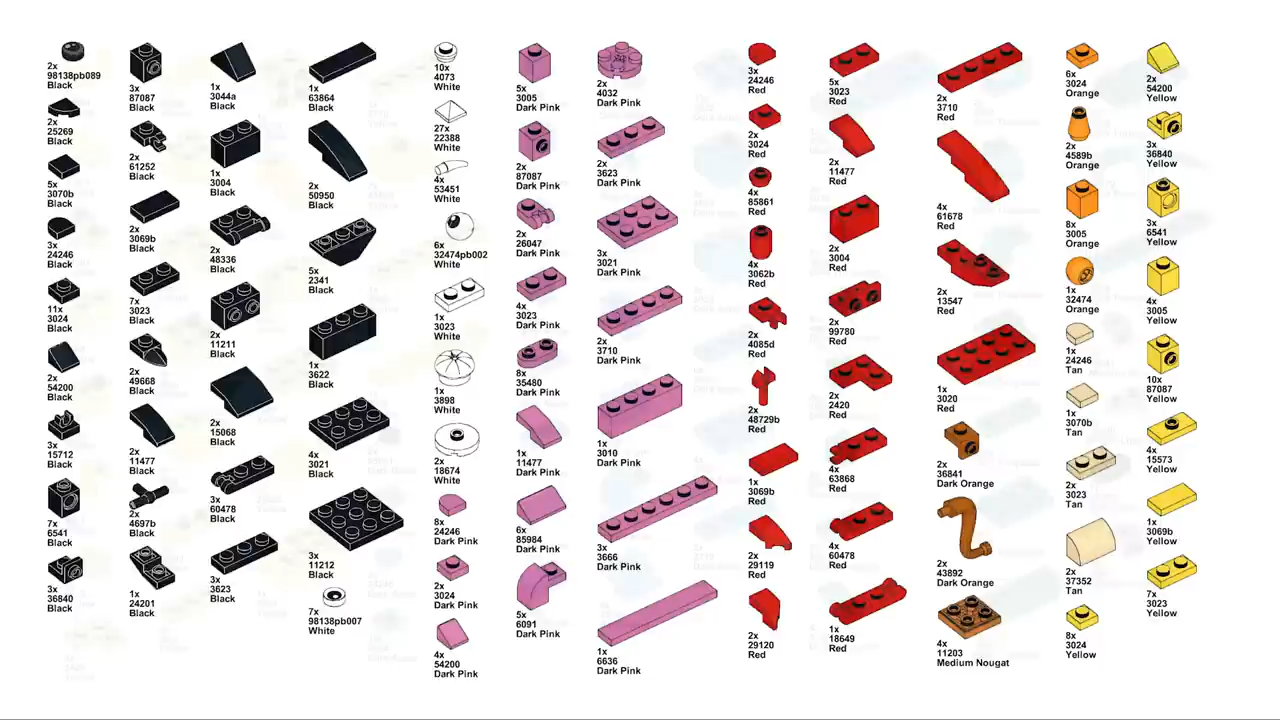 2x
98138pb089
Black
2x
25269
Black
5x
3070b
Black
3x
24246
Black
11x
3024
Black
2x
54200
Black
3x
15712
Black
7x
6541
Black
3x
36840
Black
3x
87087
Black
2x
61252
Black
2x
3069b
Black
7x
3023
Black
2x
49668
Black
2x
11477
Black
2x
4697b
Black
1x
24201
Black
1x
3044a
Black
1x
3004
Black
2x
48336
Black
2x
11211
Black
2x
15068
Black
3x
60478
Black
3x
3623
Black
1x
63864
Black
2x
50950
Black
5x
2341
Black
1x
3622
Black
4x
3021
Black
3x
11212
Black
7x
98138pb007
White
10x
4073
White
27x
22388
White
4x
53451
White
6x
32474pb002
White
1x
3023
White
1x
3898
White
2x
18674
White
8x
24246
Dark Pink
2x
3024
Dark Pink
4x
54200
Dark Pink
5x
3005
Dark Pink
2x
87087
Dark Pink
2x
26047
Dark Pink
4x
3023
Dark Pink
8x
35480
Dark Pink
1x
11477
Dark Pink
6x
85984
Dark Pink
5x
6091
Dark Pink
2x
4032
Dark Pink
2x
3623
Dark Pink
3x
3021
Dark Pink
2x
3710
Dark Pink
1x
3010
Dark Pink
3x
3666
Dark Pink
1x
6636
Dark Pink
3x
24246
Red
2x
3024
Red
4x
85861
Red
4x
3062b
Red
2x
4085d
Red
2x
48729b
Red
1x
3069b
Red
2x
29119
Red
2x
29120
Red
5x
3023
Red
2x
11477
Red
2x
3004
Red
2x
99780
Red
2x
2420
Red
4x
63868
Red
4x
60478
Red
1x
18649
Red
2x
3710
Red
4x
61678
Red
2x
13547
Red
1x
3020
Red
2x
36841
Dark Orange
2x
43892
Dark Orange
4x
11203
Medium Nougat
6x
3024
Orange
2x
4589b
Orange
8x
3005
Orange
1x
32474
Orange
1x
24246
Tan
1x
3070b
Tan
2x
3023
Tan
2x
37352
Tan
8x
3024
Yellow
2x
54200
Yellow
3x
36840
Yellow
3x
6541
Yellow
4x
3005
Yellow
10x
87087
Yellow
4x
15573
Yellow
1x
3069b
Yellow
7x
3023
Yellow